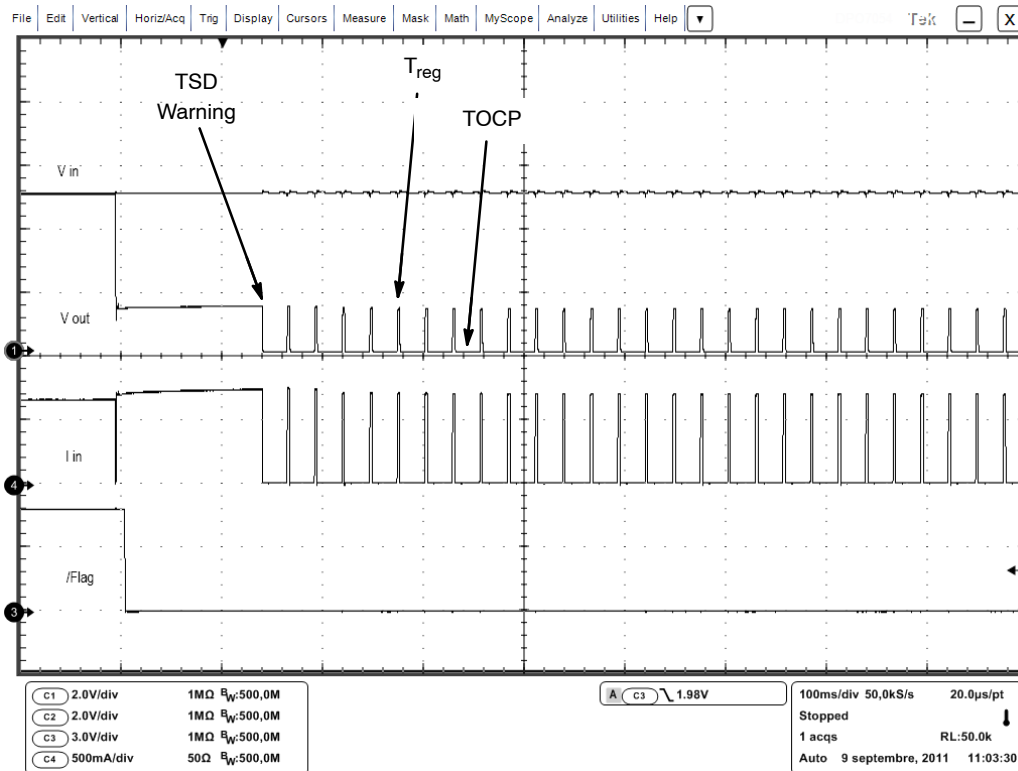 File Edit Vertical Horiz/Acq Trig Display Cursors Measure Mask Math MyScope Analyze Utilities Help Tek X
TSD
Warning
Treg
TOCP
V in
V out
1
I in
4
/Flag
3
C1 2.0V/div 1MΩ BW:500,0M
C2 2.0V/div 1MΩ BW:500,0M
C3 3.0V/div 1MΩ BW:500,0M
C4 500mA/div 50Ω BW:500,0M
A C3 1.98V
100ms/div 50,0kS/s 20.0µs/pt
Stopped
1 acqs RL:50.0k
Auto 9 septembre, 2011 11:03:30